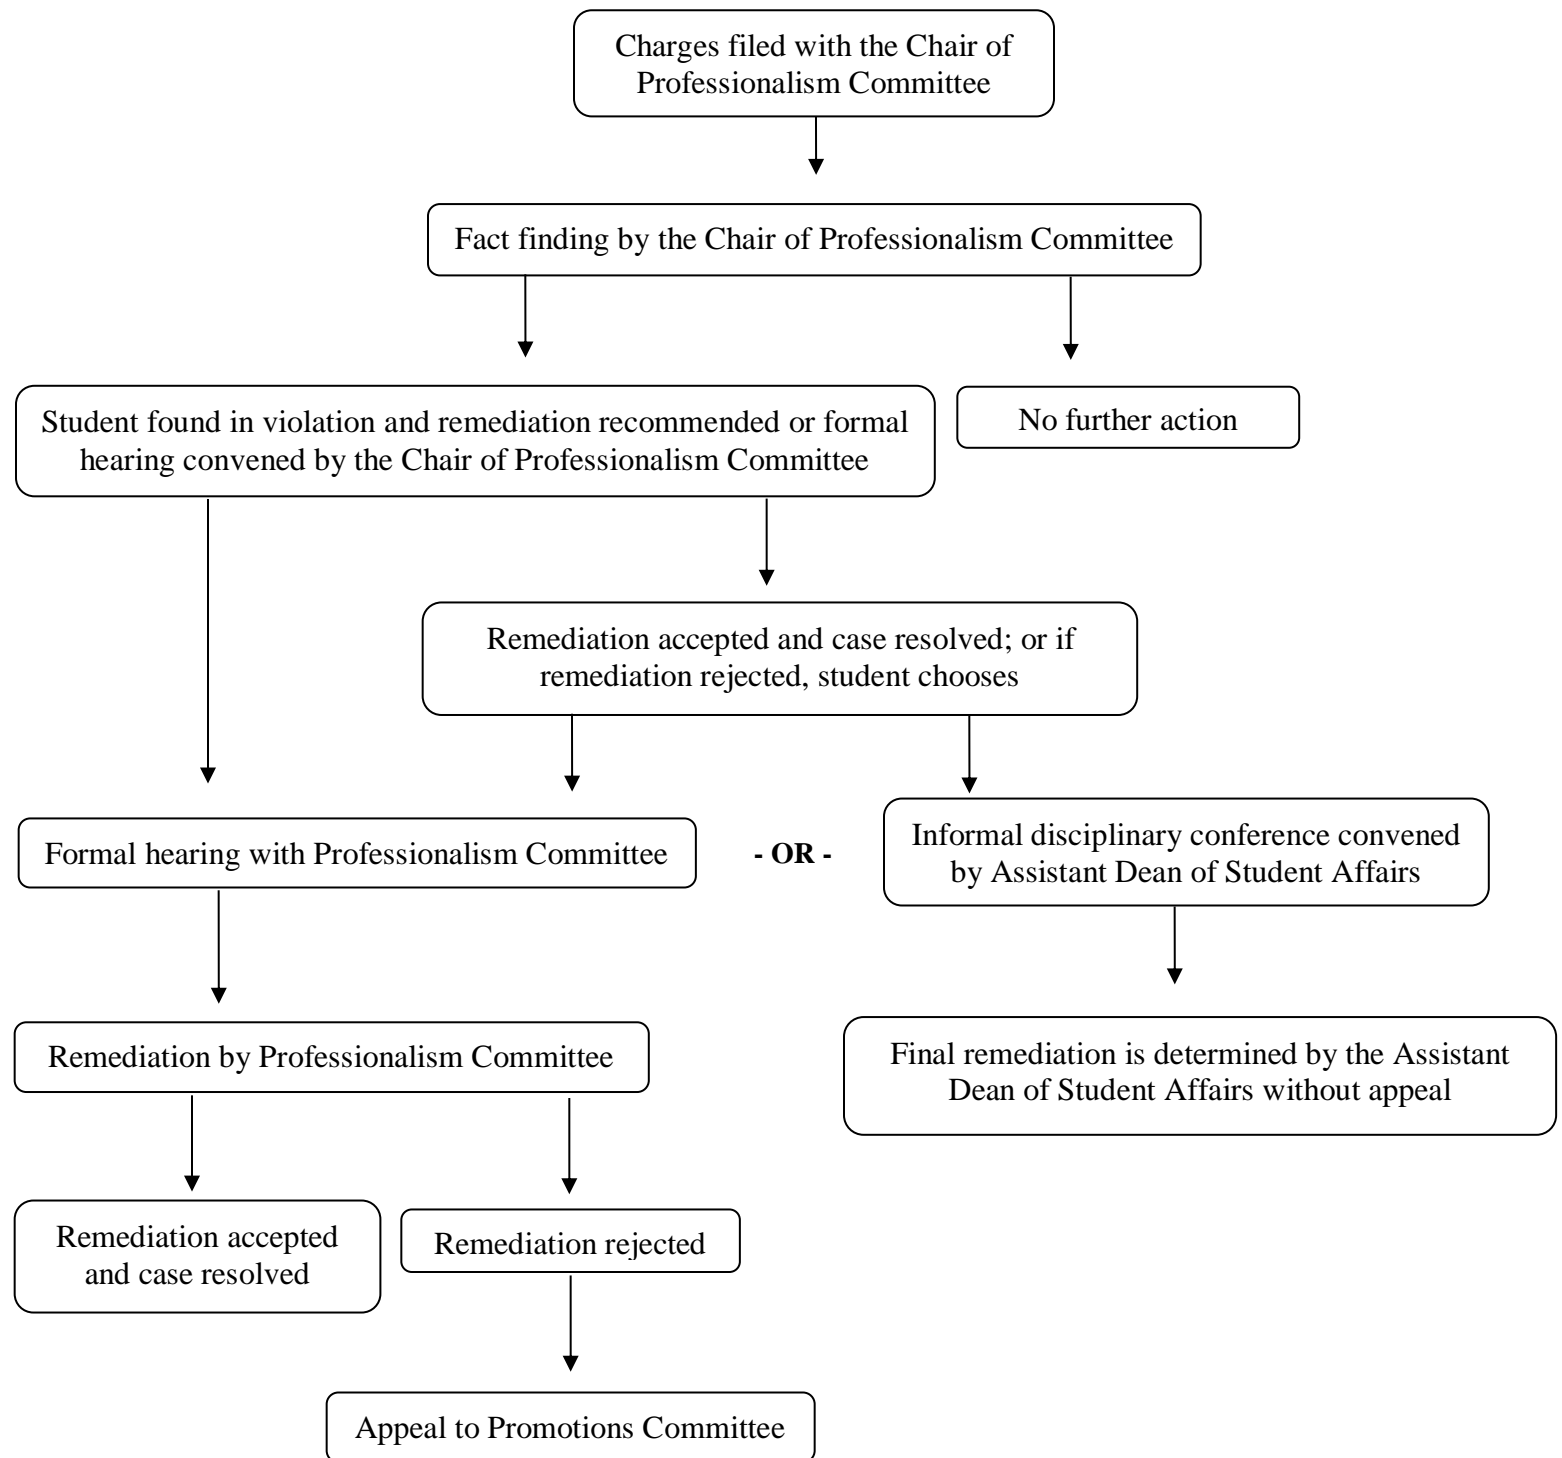 Charges filed with the Chair of
Professionalism Committee
Fact finding by the Chair of Professionalism Committee
Student found in violation and remediation recommended or formal
hearing convened by the Chair of Professionalism Committee
No further action
Remediation accepted and case resolved; or if
remediation rejected, student chooses
Formal hearing with Professionalism Committee
- OR -
Informal disciplinary conference convened
by Assistant Dean of Student Affairs
Remediation by Professionalism Committee
Final remediation is determined by the Assistant
Dean of Student Affairs without appeal
Remediation accepted
and case resolved
Remediation rejected
Appeal to Promotions Committee